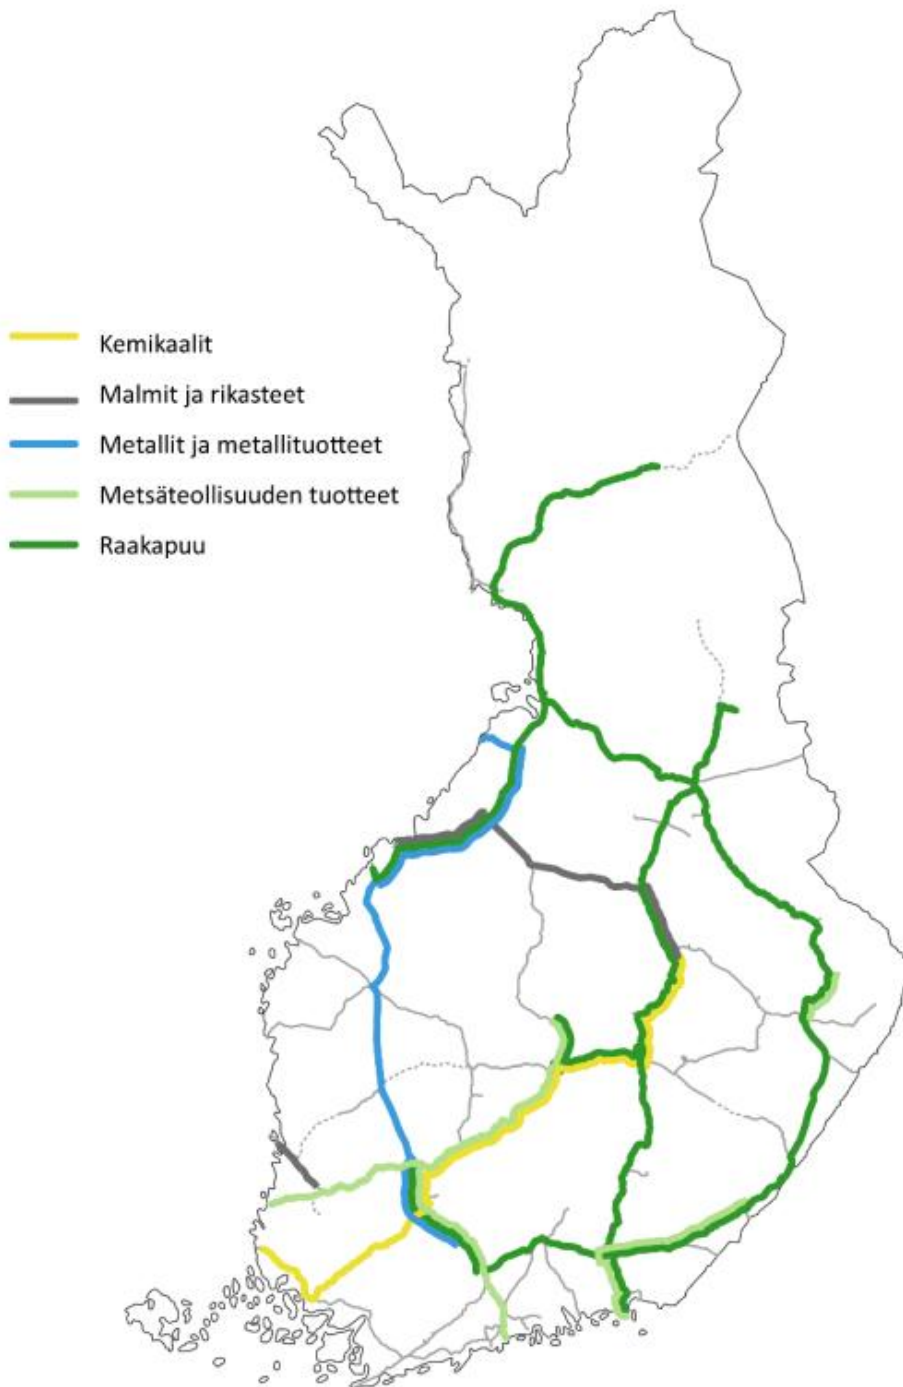 Kemikaalit
Malmit ja rikasteet
Metallit ja metallituotteet
Metsäteollisuuden tuotteet
Raakapuu